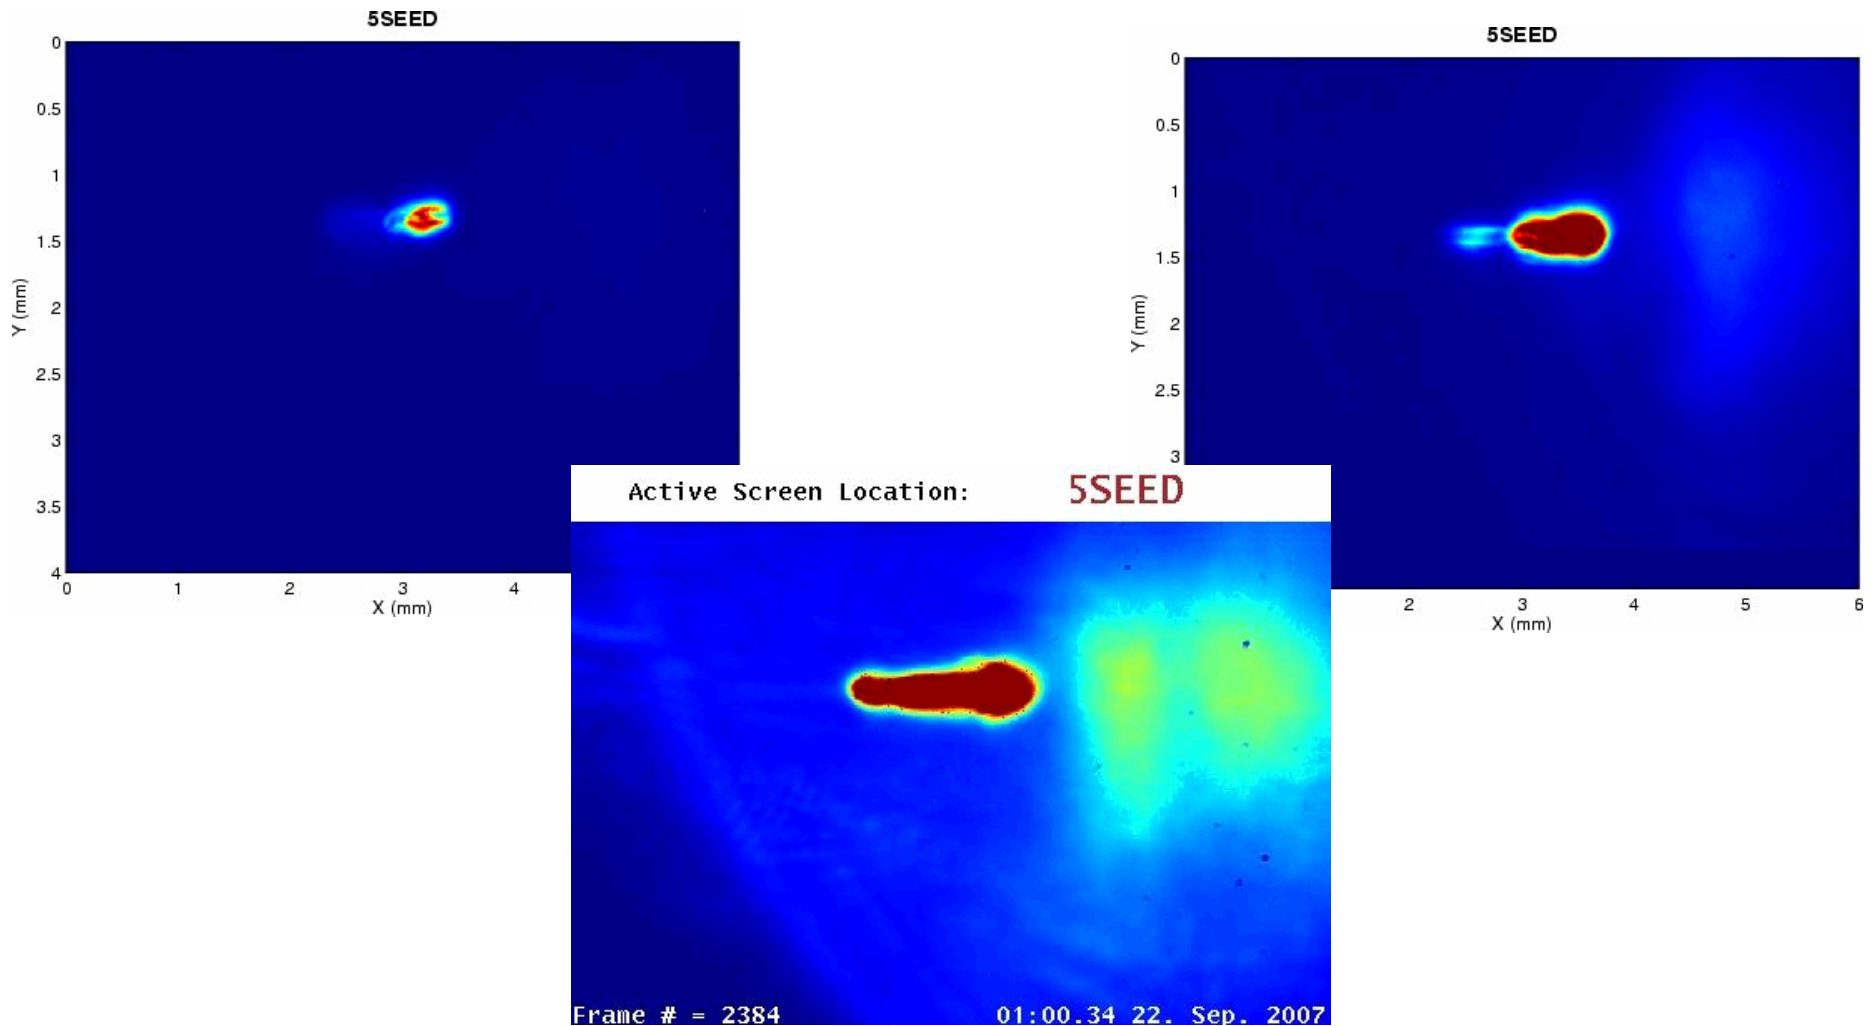 5SEED
0
0.5
1
1.5
2
2.5
3
3.5
4
Y (mm)
0 1 2 3 4
X (mm)
5SEED
0
0.5
1
1.5
2
2.5
3
Y (mm)
2 3 4 5 6
X (mm)
Active Screen Location: 5SEED
Frame # = 2384 01:00.34 22. Sep. 2007